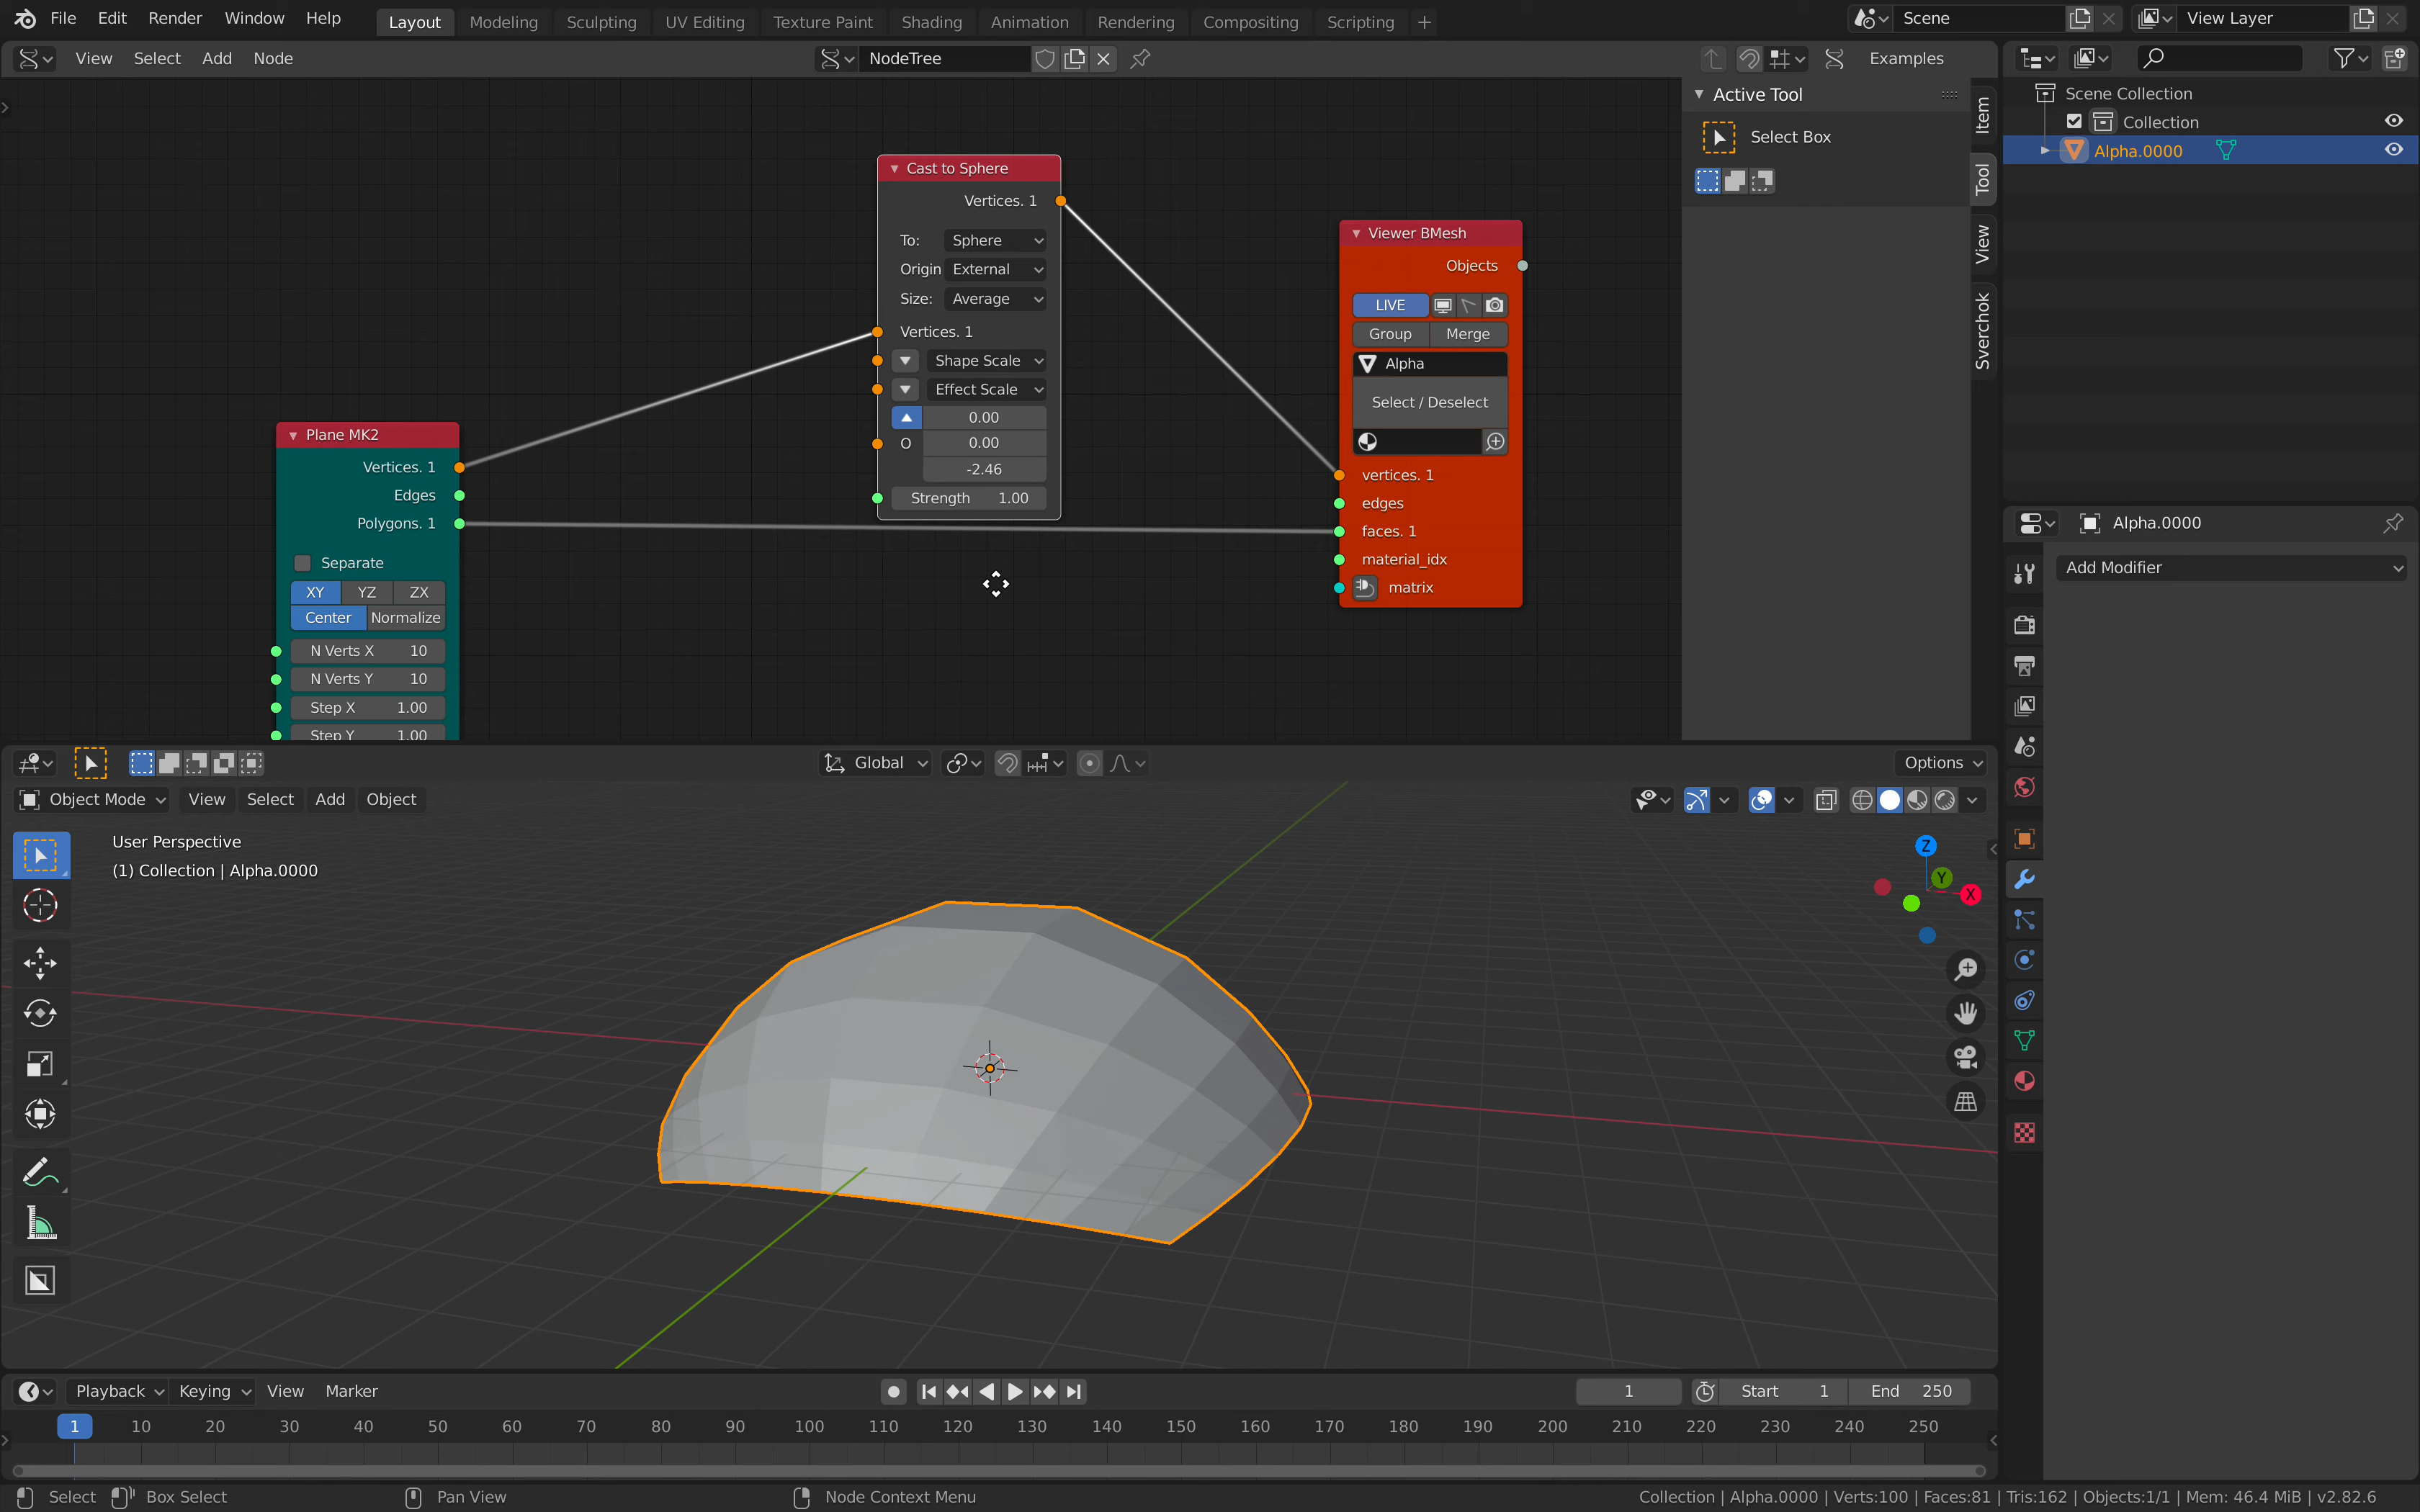 File Edit Render Window Help Layout Modeling Sculpting UV Editing Texture Paint Shading Animation Rendering Compositing Scripting + Scene View Layer
View Select Add Node NodeTree Examples
Scene Collection
Collection
Alpha.0000
Active Tool
Select Box
Item
Tool
View
Sverchok
Cast to Sphere
Vertices. 1
To: Sphere
Origin External
Size: Average
Vertices. 1
Shape Scale
Effect Scale
0.00
O 0.00
-2.46
Strength 1.00
Viewer BMesh
Objects
LIVE
Group Merge
Alpha
Select / Deselect
vertices. 1
edges
faces. 1
material_idx
matrix
Plane MK2
Vertices. 1
Edges
Polygons. 1
Separate
XY YZ ZX
Center Normalize
N Verts X 10
N Verts Y 10
Step X 1.00
Step Y 1.00
Alpha.0000
Add Modifier
Global Options
Object Mode View Select Add Object
User Perspective
(1) Collection | Alpha.0000
Z
Y
X
Playback Keying View Marker 1 Start 1 End 250
1 10 20 30 40 50 60 70 80 90 100 110 120 130 140 150 160 170 180 190 200 210 220 230 240 250
Select Box Select Pan View Node Context Menu Collection | Alpha.0000 | Verts:100 | Faces:81 | Tris:162 | Objects:1/1 | Mem: 46.4 MiB | v2.82.6